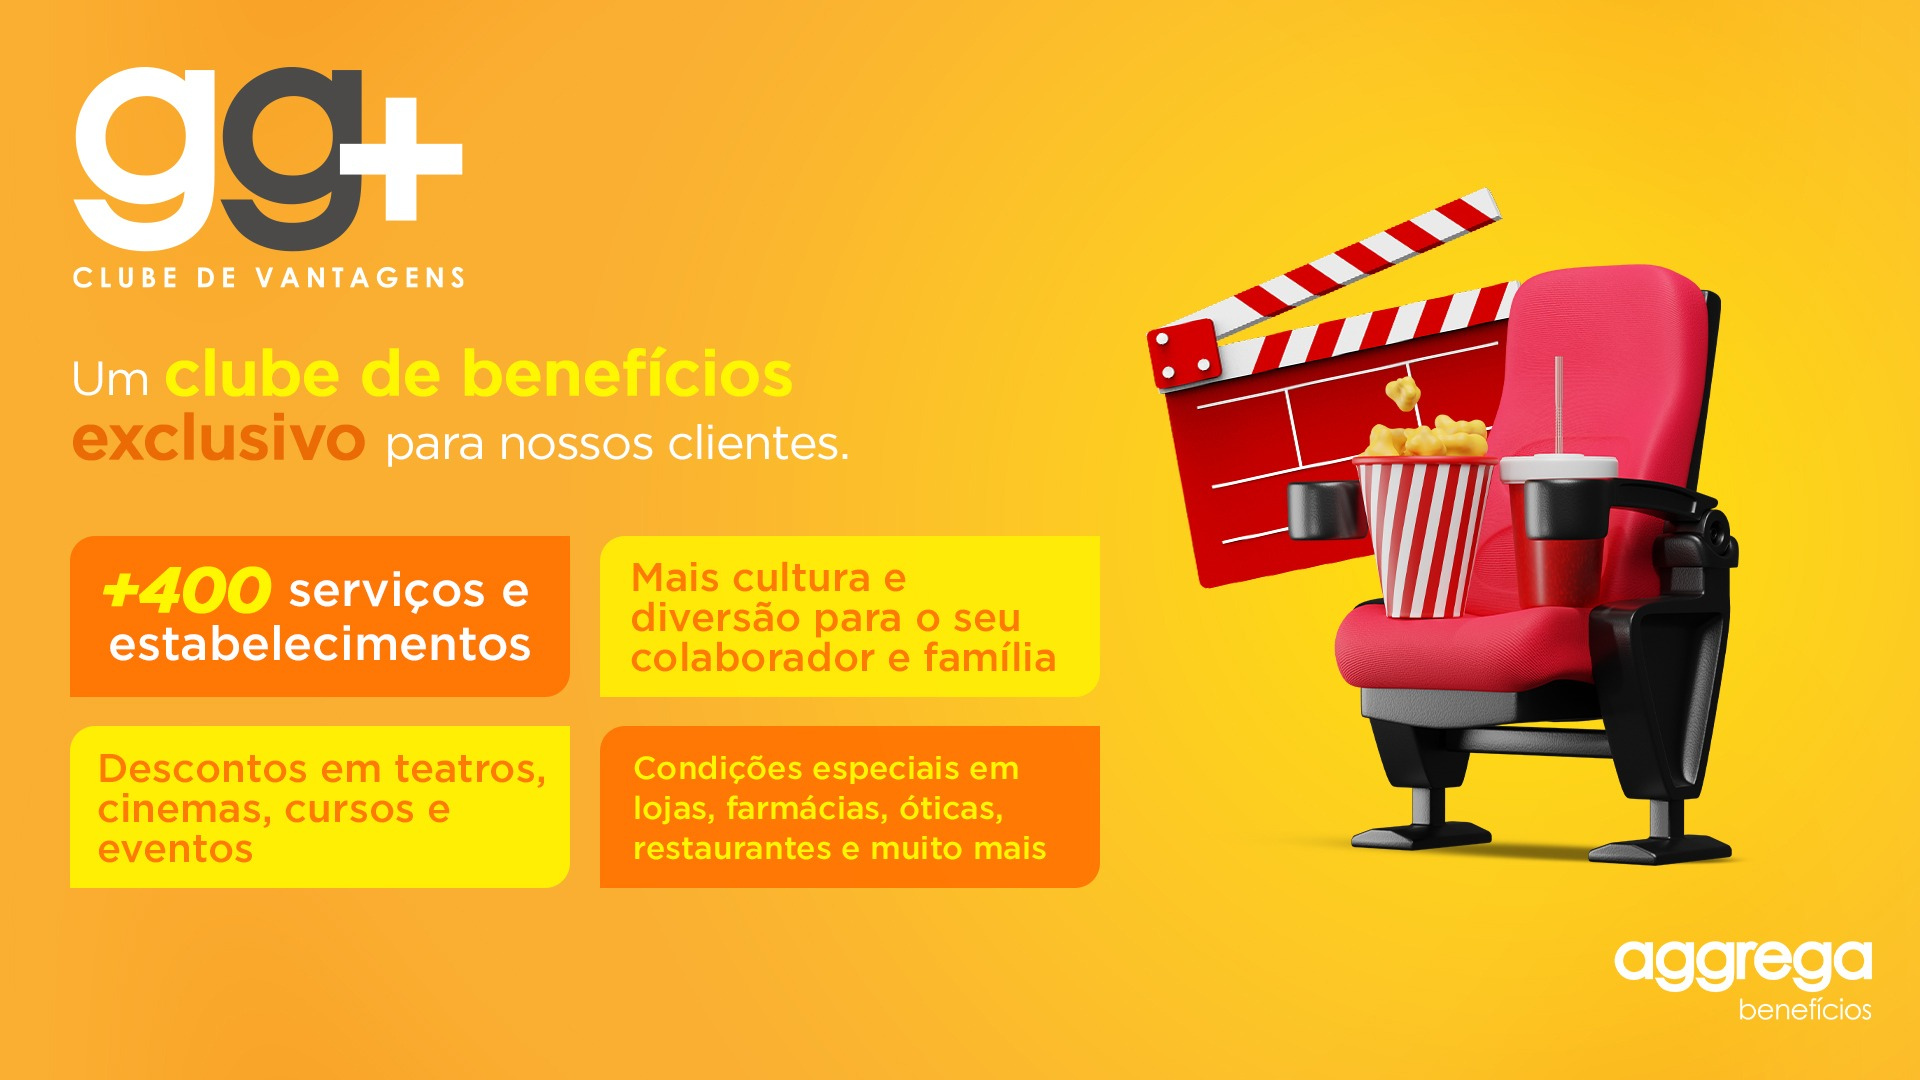 gg+
CLUBE DE VANTAGENS
Um clube de benefícios
exclusivo para nossos clientes.
+400 serviços e
estabelecimentos
Mais cultura e
diversão para o seu
colaborador e família
Descontos em teatros,
cinemas, cursos e
eventos
Condições especiais em
lojas, farmácias, óticas,
restaurantes e muito mais
aggrega
benefícios